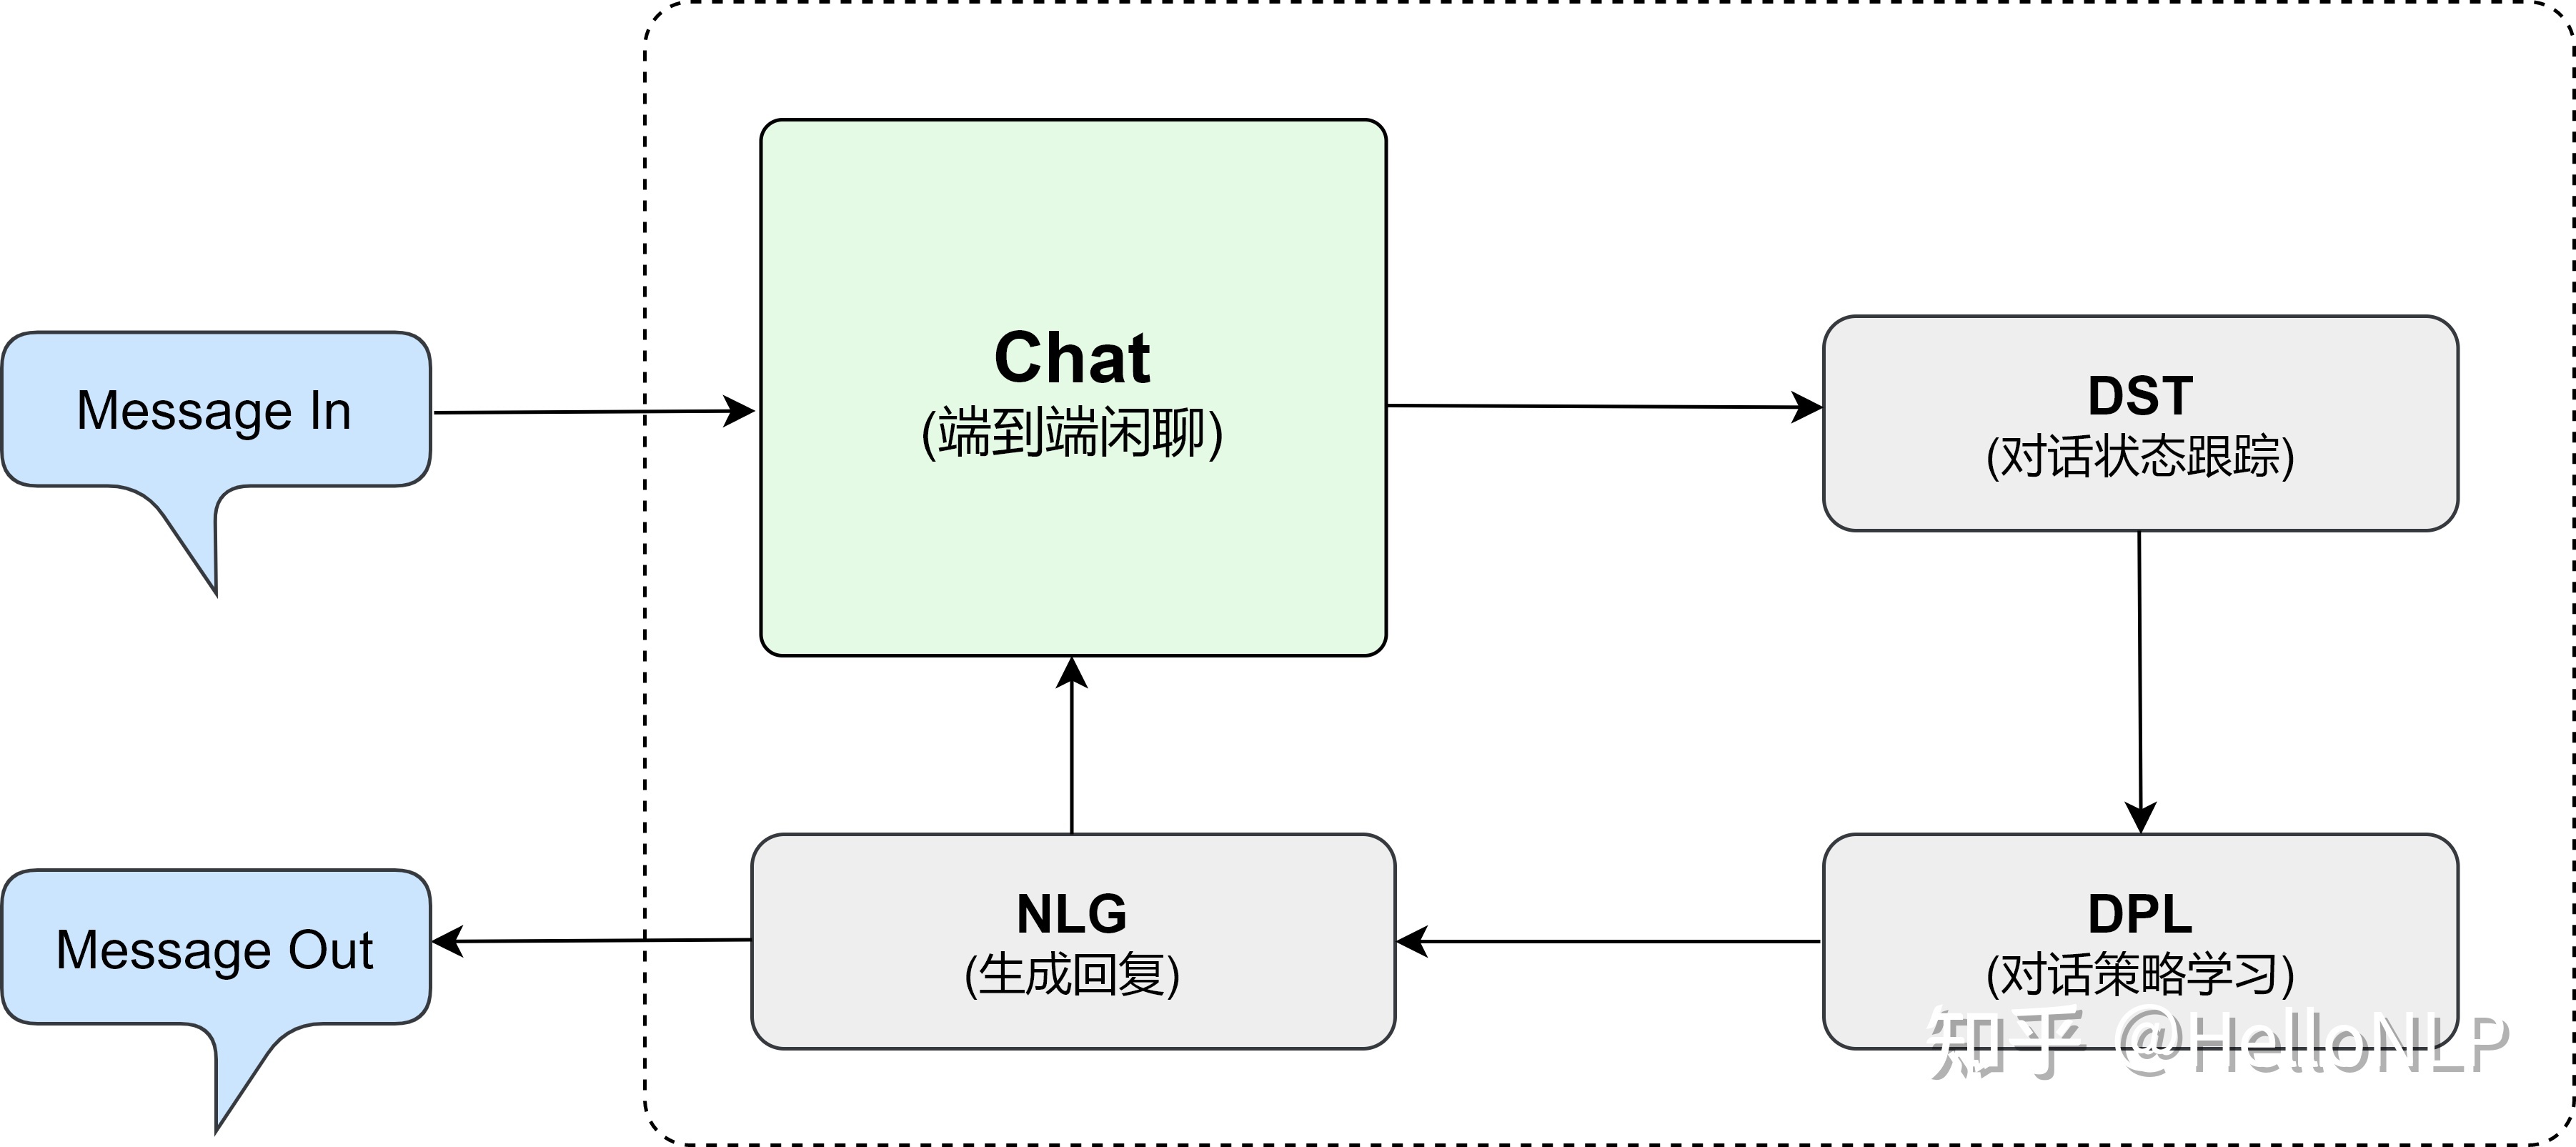 Message In
Chat
(端到端闲聊)
DST
(对话状态跟踪)
Message Out
NLG
(生成回复)
DPL
(对话策略学习)
知乎 @HelloNLP